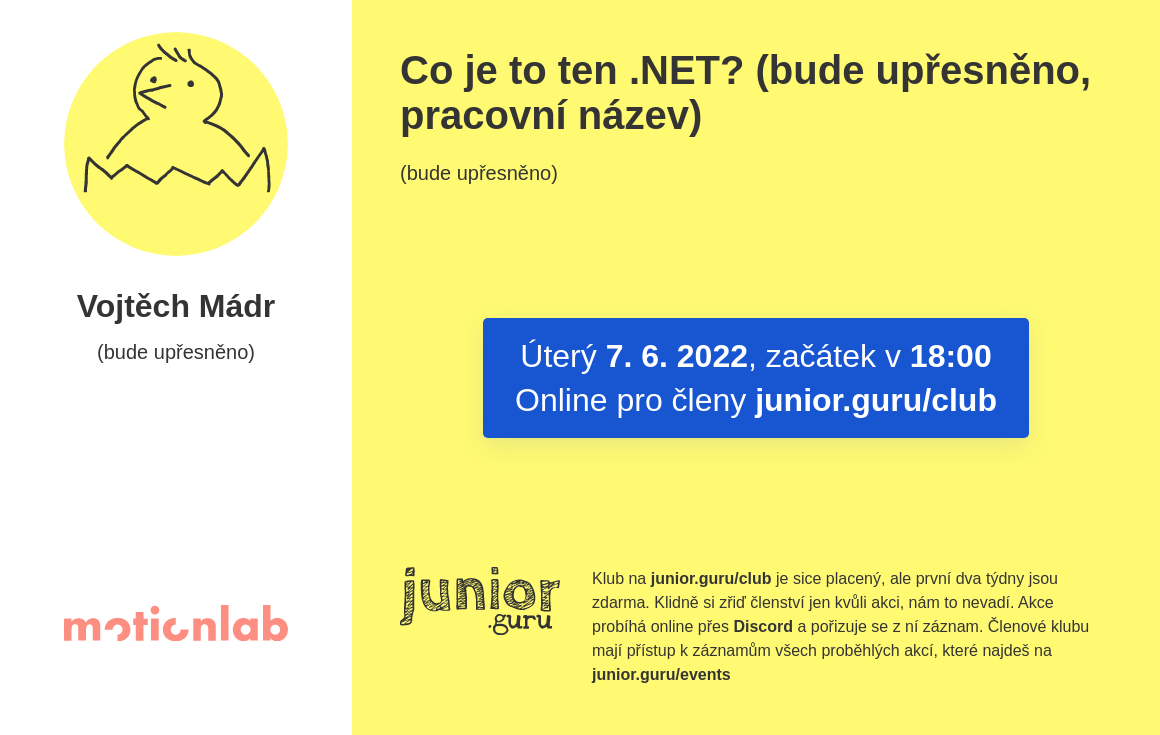 Vojtěch Mádr
(bude upřesněno)
motionlab
Co je to ten .NET? (bude upřesněno,
pracovní název)
(bude upřesněno)
Úterý 7. 6. 2022, začátek v 18:00
Online pro členy junior.guru/club
junior
.guru
Klub na junior.guru/club je sice placený, ale první dva týdny jsou
zdarma. Klidně si zřiď členství jen kvůli akci, nám to nevadí. Akce
probíhá online přes Discord a pořizuje se z ní záznam. Členové klubu
mají přístup k záznamům všech proběhlých akcí, které najdeš na
junior.guru/events